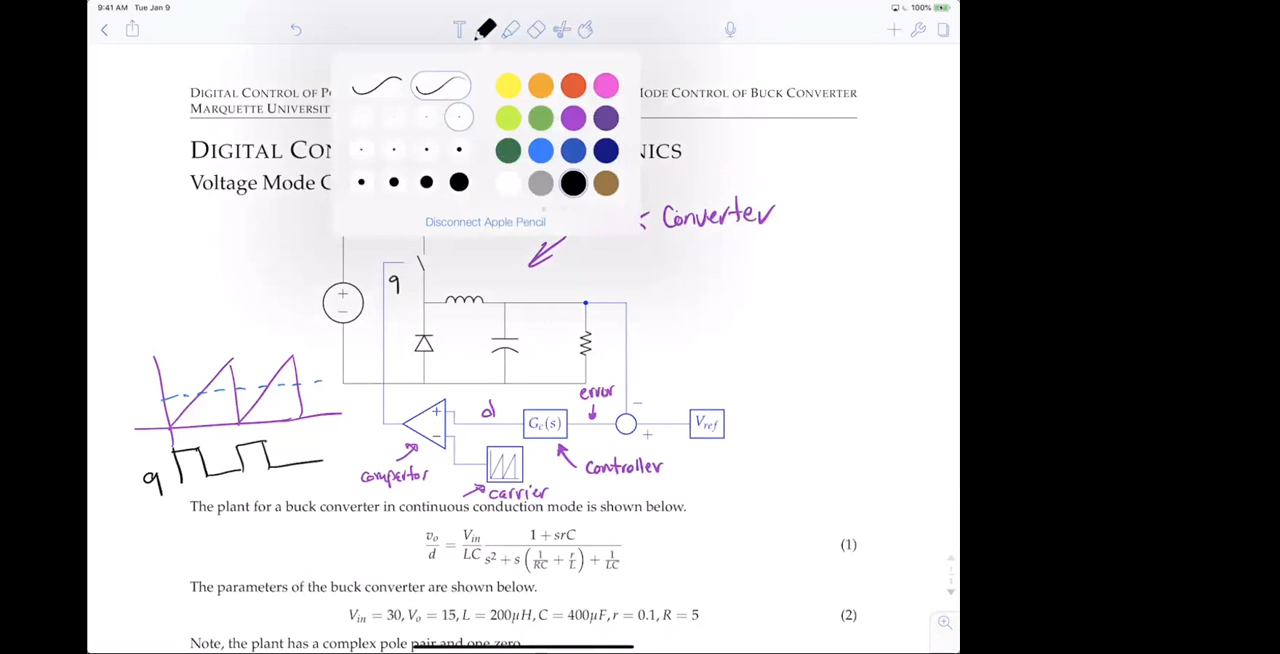 9:41 AM Tue Jan 9
100%
T
DIGITAL CONTROL OF P
MODE CONTROL OF BUCK CONVERTER
MARQUETTE UNIVERSIT
DIGITAL CON
NICS
Voltage Mode C
Disconnect Apple Pencil
Converter
q
+
−
error
d
+
−
Gc(s)
−
+
Vref
compertor
controller
carrier
q
The plant for a buck converter in continuous conduction mode is shown below.
vo/d = Vin/LC (1 + srC)/(s² + s (1/RC + r/L) + 1/LC) (1)
The parameters of the buck converter are shown below.
Vin = 30, Vo = 15, L = 200μH, C = 400μF, r = 0.1, R = 5 (2)
Note, the plant has a complex pole pair and one zero